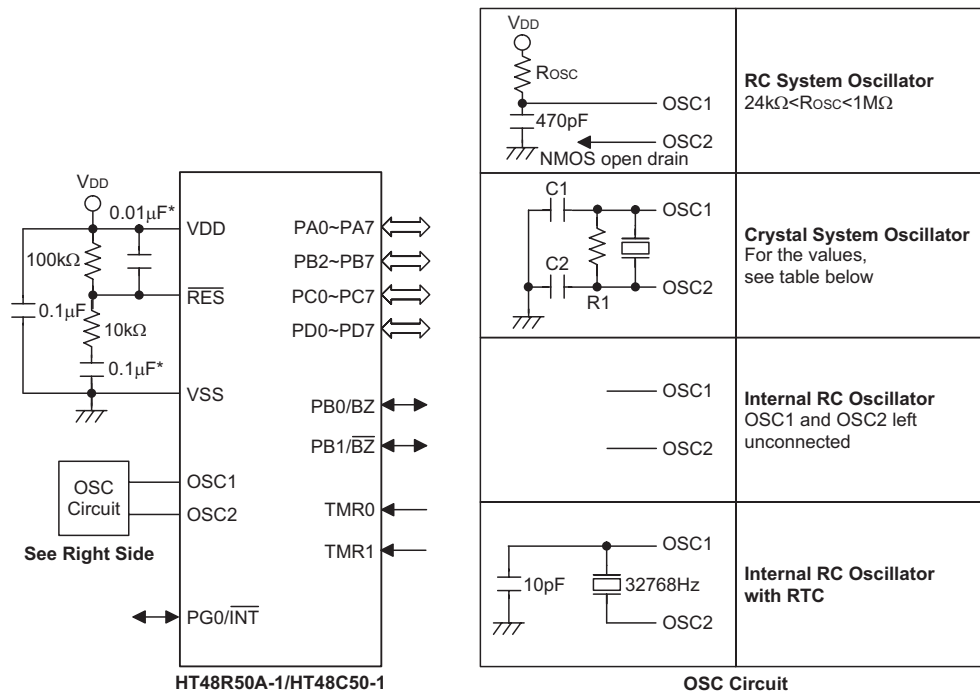 VDD
0.01μF*
100kΩ
0.1μF
10kΩ
0.1μF*
VDD
RES
VSS
OSC Circuit
See Right Side
OSC1
OSC2
PG0/INT
PA0~PA7
PB2~PB7
PC0~PC7
PD0~PD7
PB0/BZ
PB1/BZ
TMR0
TMR1
HT48R50A-1/HT48C50-1
VDD
ROSC
OSC1
470pF
OSC2
NMOS open drain
RC System Oscillator
24kΩ<ROSC<1MΩ
C1
OSC1
C2
OSC2
R1
Crystal System Oscillator
For the values,
see table below
OSC1
OSC2
Internal RC Oscillator
OSC1 and OSC2 left
unconnected
OSC1
10pF
32768Hz
OSC2
Internal RC Oscillator
with RTC
OSC Circuit